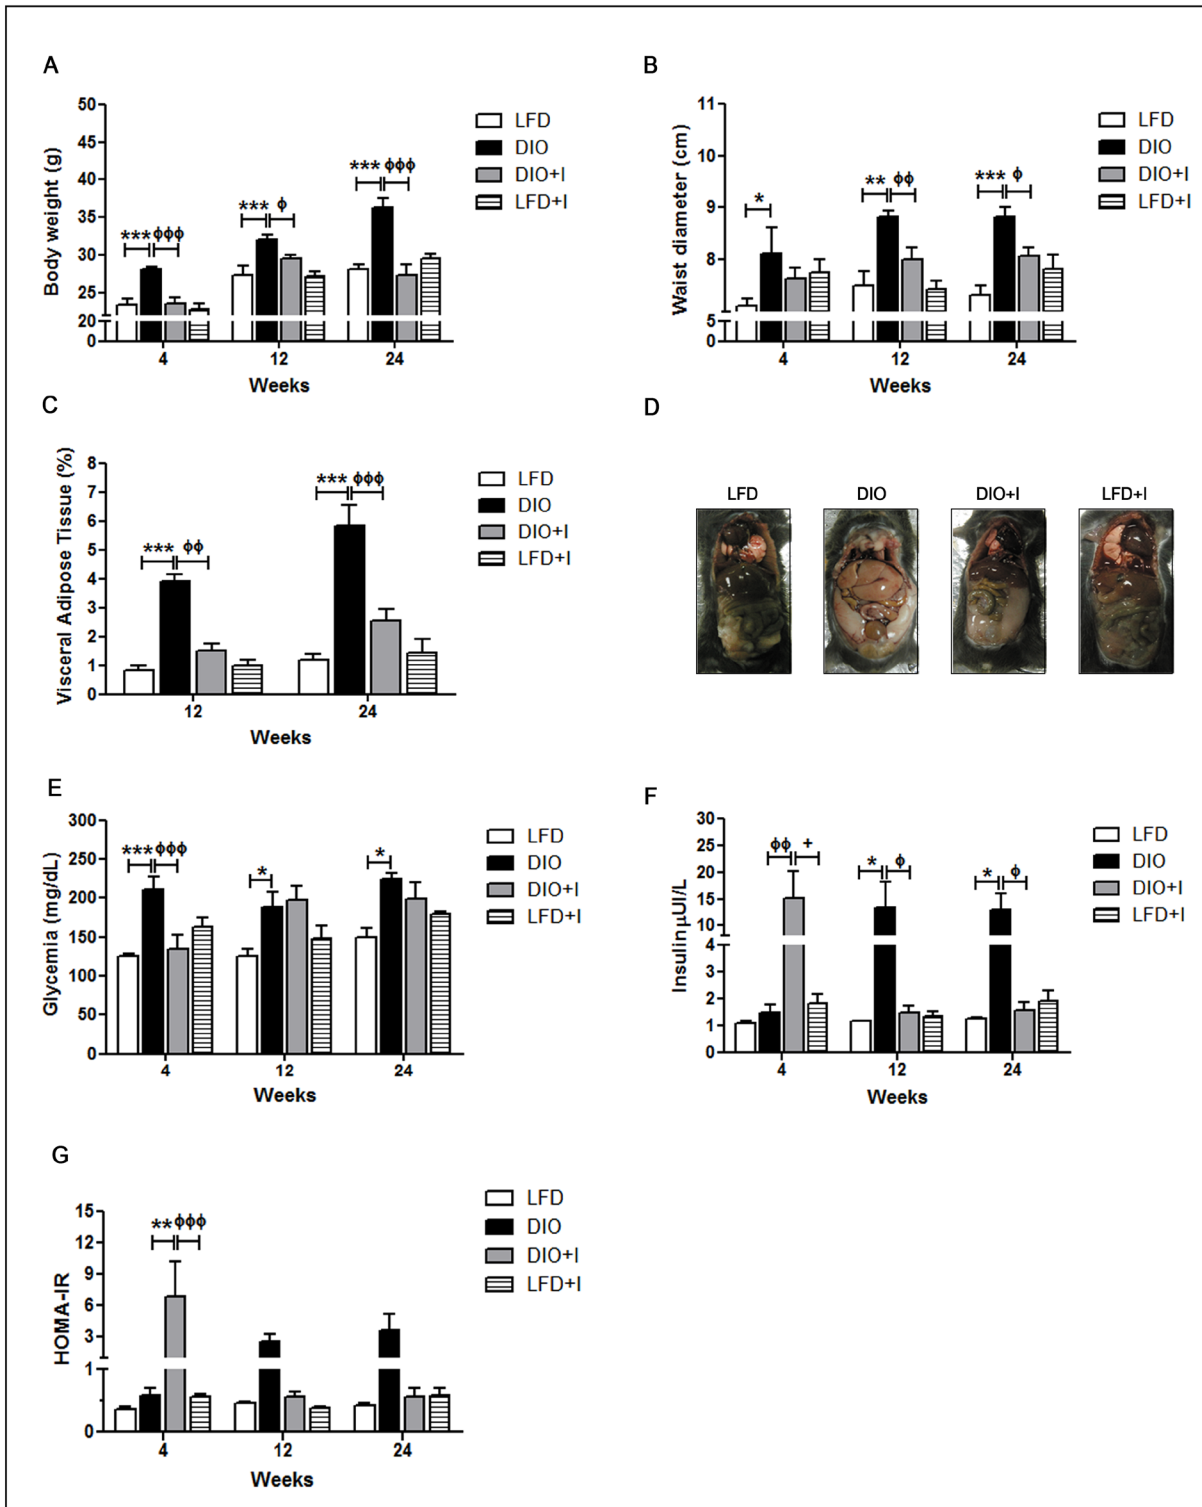 A
Body weight (g)
50
45
40
35
30
25
20
0
*** ϕϕϕ
*** ϕ
*** ϕϕϕ
4 12 24
Weeks
LFD
DIO
DIO+I
LFD+I
B
Waist diameter (cm)
11
10
9
8
5
0
*
** ϕϕ
*** ϕ
4 12 24
Weeks
LFD
DIO
DIO+I
LFD+I
C
Visceral Adipose Tissue (%)
8
7
6
5
4
3
2
1
0
*** ϕϕ
*** ϕϕϕ
12 24
Weeks
LFD
DIO
DIO+I
LFD+I
D
LFD DIO DIO+I LFD+I
E
Glycemia (mg/dL)
300
250
200
150
100
50
0
*** ϕϕϕ
*
*
4 12 24
Weeks
LFD
DIO
DIO+I
LFD+I
F
Insulin µUI/L
30
25
20
15
10
4
3
2
1
0
ϕϕ +
* ϕ
* ϕ
4 12 24
Weeks
LFD
DIO
DIO+I
LFD+I
G
HOMA-IR
15
12
9
6
3
1
0
** ϕϕϕ
4 12 24
Weeks
LFD
DIO
DIO+I
LFD+I